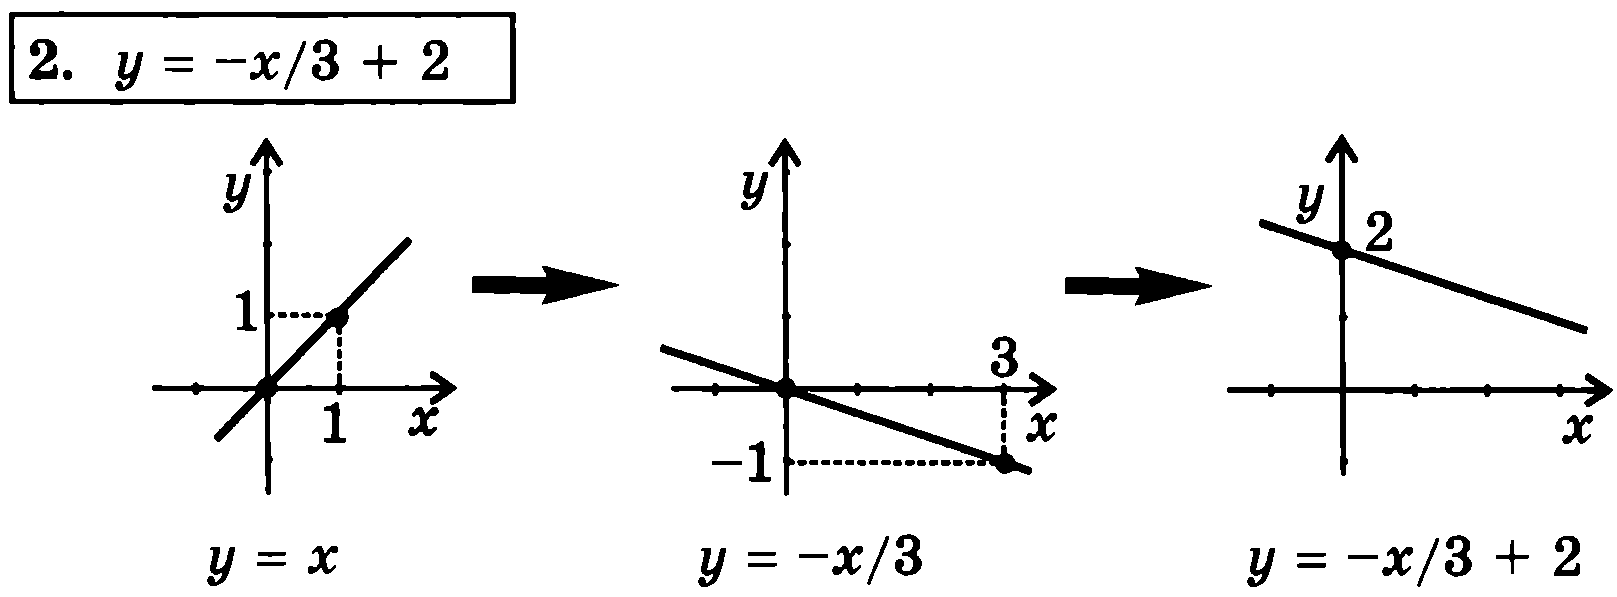 2. y = -x/3 + 2
y
1
1
x
y = x
y
3
x
-1
y = -x/3
y
2
x
y = -x/3 + 2